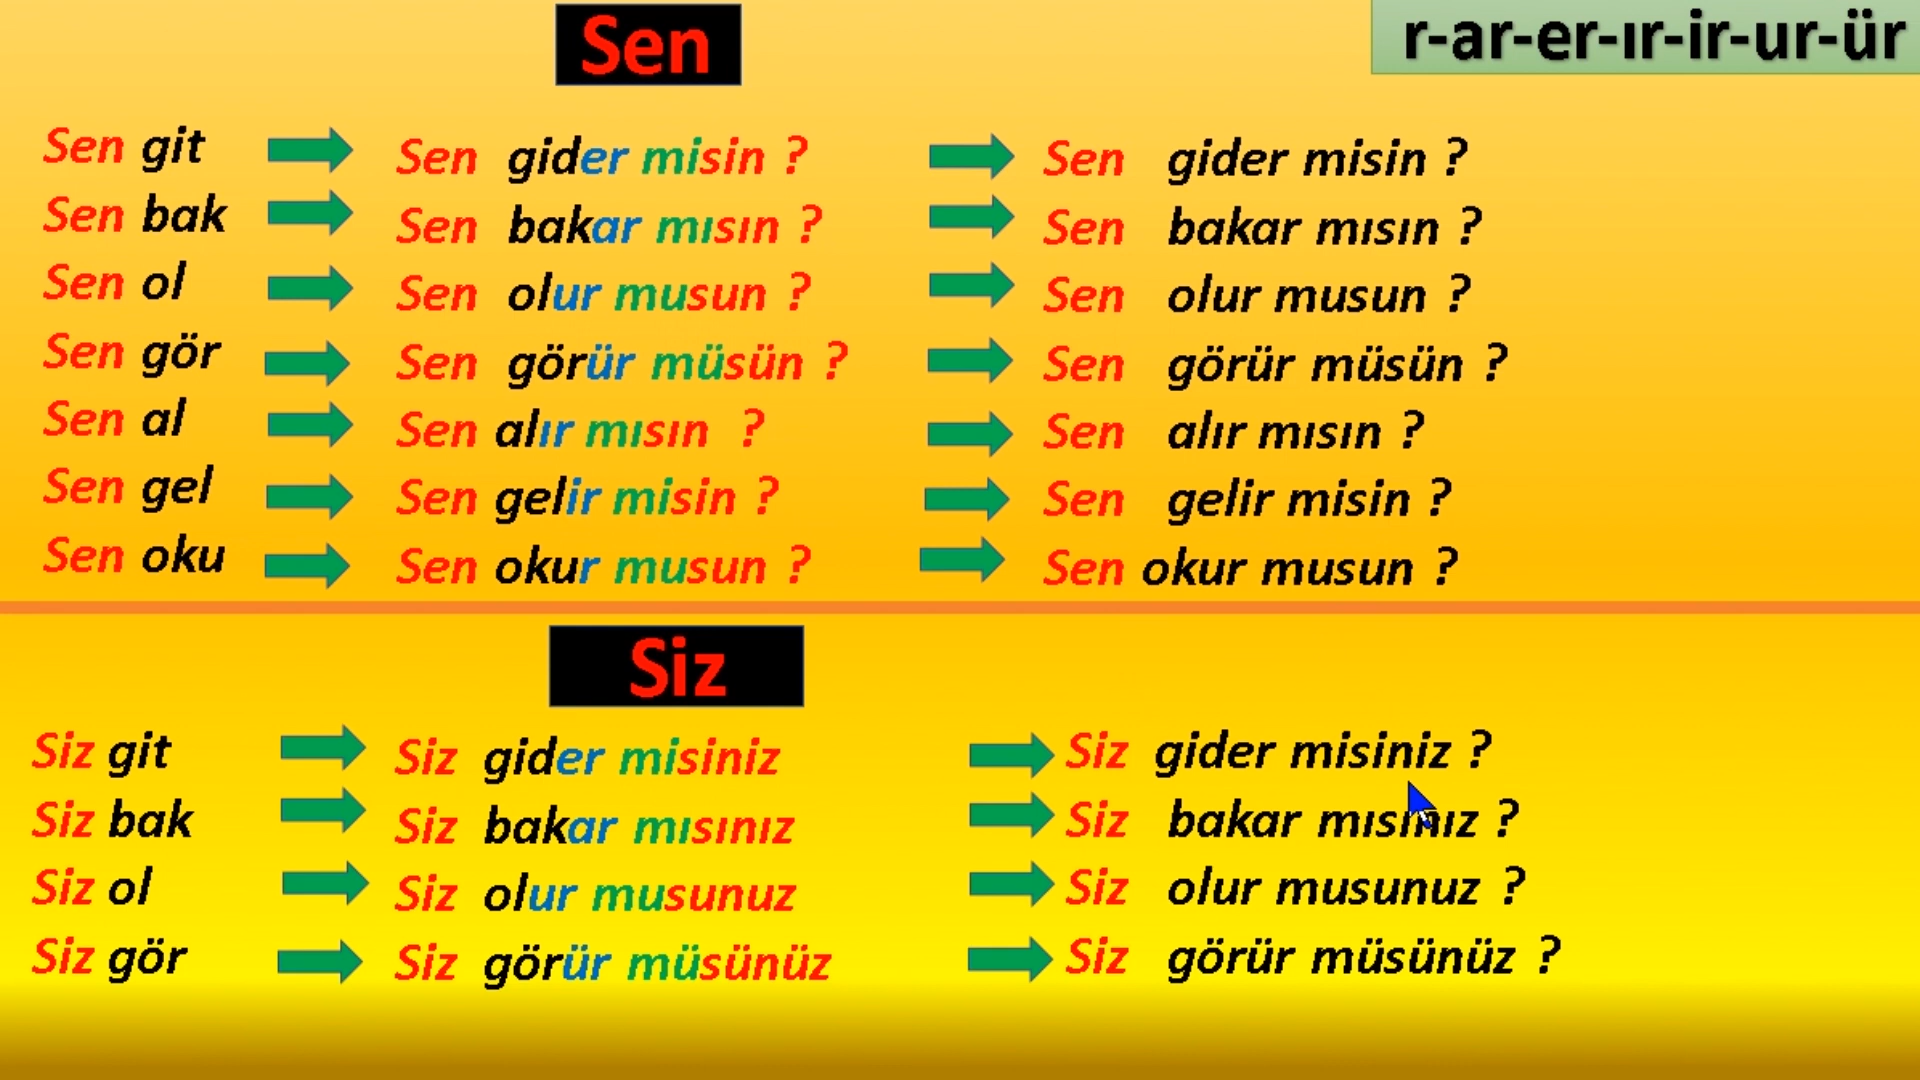 Sen
r-ar-er-ır-ir-ur-ür
Sen git Sen gider misin ? Sen gider misin ?
Sen bak Sen bakar mısın ? Sen bakar mısın ?
Sen ol Sen olur musun ? Sen olur musun ?
Sen gör Sen görür müsün ? Sen görür müsün ?
Sen al Sen alır mısın ? Sen alır mısın ?
Sen gel Sen gelir misin ? Sen gelir misin ?
Sen oku Sen okur musun ? Sen okur musun ?
Siz
Siz git Siz gider misiniz Siz gider misiniz ?
Siz bak Siz bakar mısınız Siz bakar mısınız ?
Siz ol Siz olur musunuz Siz olur musunuz ?
Siz gör Siz görür müsünüz Siz görür müsünüz ?